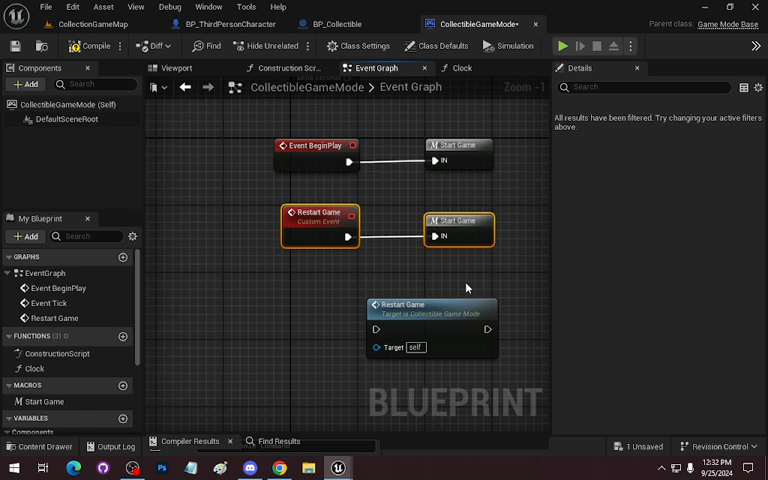 File
Edit
Asset
View
Debug
Window
Tools
Help
CollectionGameMap
BP_ThirdPersonCharacter
BP_Collectible
CollectibleGameMode*
Parent class: Game Mode Base
Compile
Diff
Find
Hide Unrelated
Class Settings
Class Defaults
Simulation
Components
Viewport
Construction Scr...
Event Graph
Clock
Details
Add
Search
CollectibleGameMode > Event Graph
Zoom -1
Search
CollectibleGameMode (Self)
DefaultSceneRoot
All results have been filtered. Try changing your active filters
above.
Event BeginPlay
Start Game
IN
Restart Game
Custom Event
Start Game
IN
My Blueprint
Add
Search
GRAPHS
EventGraph
Event BeginPlay
Event Tick
Restart Game
Restart Game
Target is Collectible Game Mode
Target self
FUNCTIONS
ConstructionScript
Clock
MACROS
Start Game
VARIABLES
BLUEPRINT
Components
Content Drawer
Output Log
Compiler Results
Find Results
1 Unsaved
Revision Control
12:32 PM
9/25/2024